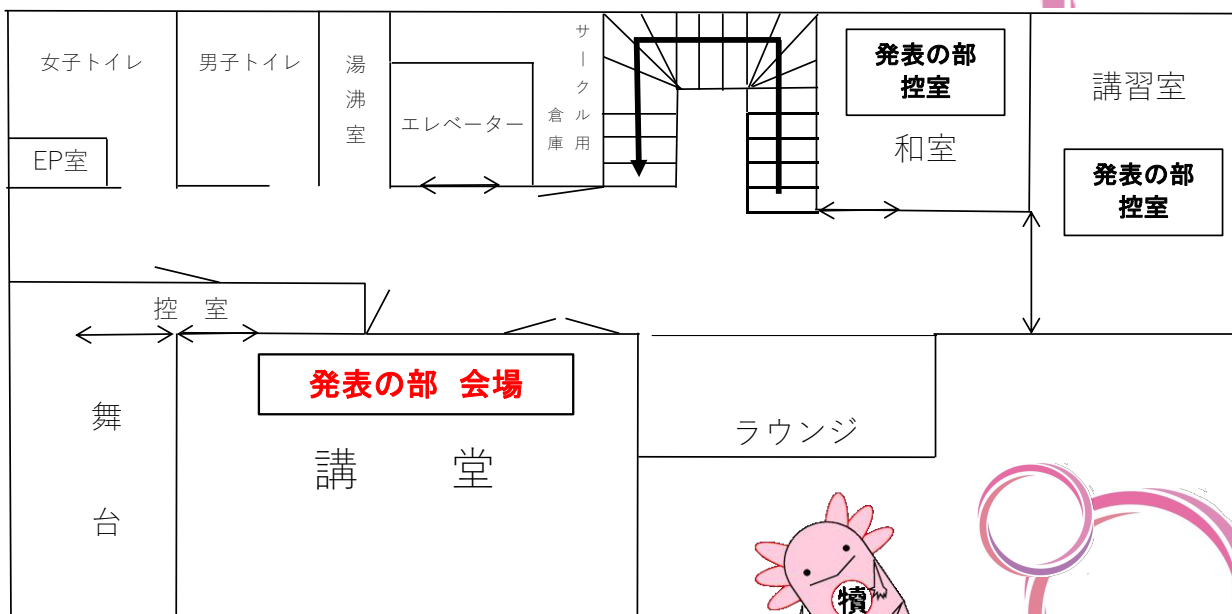 女子トイレ
男子トイレ
湯沸室
エレベーター
サークル用
倉庫
発表の部
控室
和室
講習室
発表の部
控室
EP室
控 室
発表の部 会場
講 堂
舞台
ラウンジ
犢